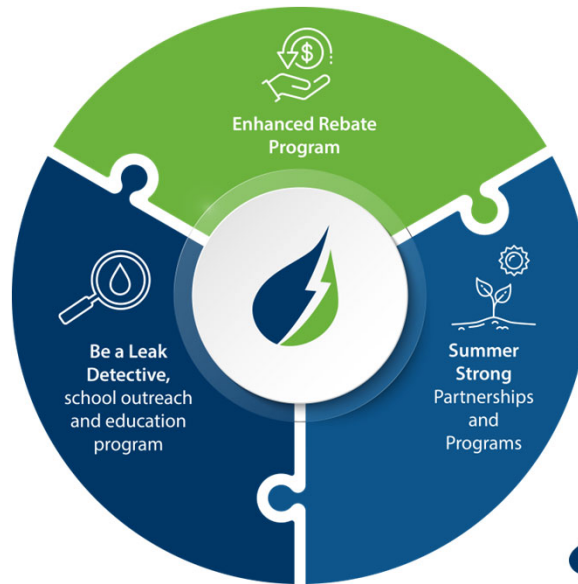 $
Enhanced Rebate
Program
Be a Leak
Detective,
school outreach
and education
program
Summer
Strong
Partnerships
and
Programs